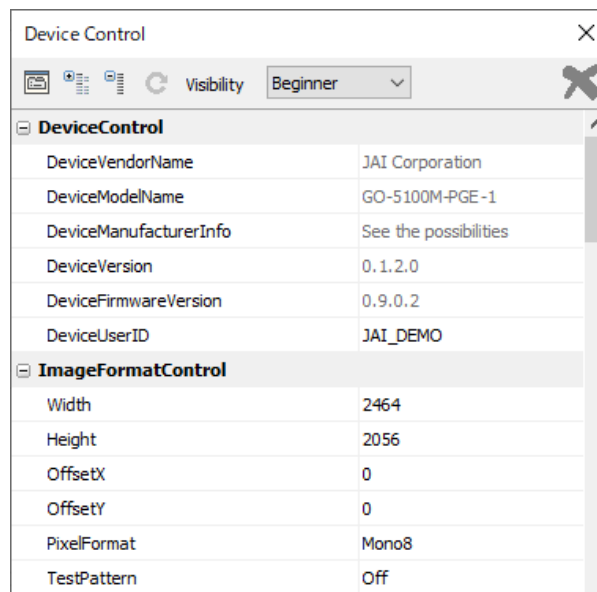 Device Control
Visibility Beginner
DeviceControl
DeviceVendorName JAI Corporation
DeviceModelName GO-5100M-PGE-1
DeviceManufacturerInfo See the possibilities
DeviceVersion 0.1.2.0
DeviceFirmwareVersion 0.9.0.2
DeviceUserID JAI_DEMO
ImageFormatControl
Width 2464
Height 2056
OffsetX 0
OffsetY 0
PixelFormat Mono8
TestPattern Off